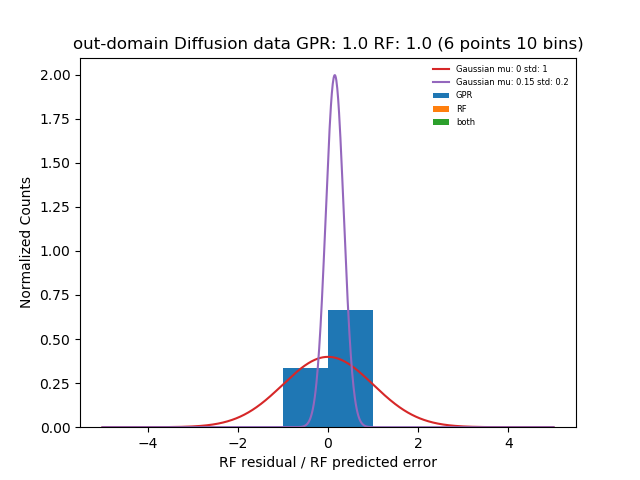 out-domain Diffusion data GPR: 1.0 RF: 1.0 (6 points 10 bins)
Gaussian mu: 0 std: 1
Gaussian mu: 0.15 std: 0.2
GPR
RF
both
Normalized Counts
2.00
1.75
1.50
1.25
1.00
0.75
0.50
0.25
0.00
−4
−2
0
2
4
RF residual / RF predicted error